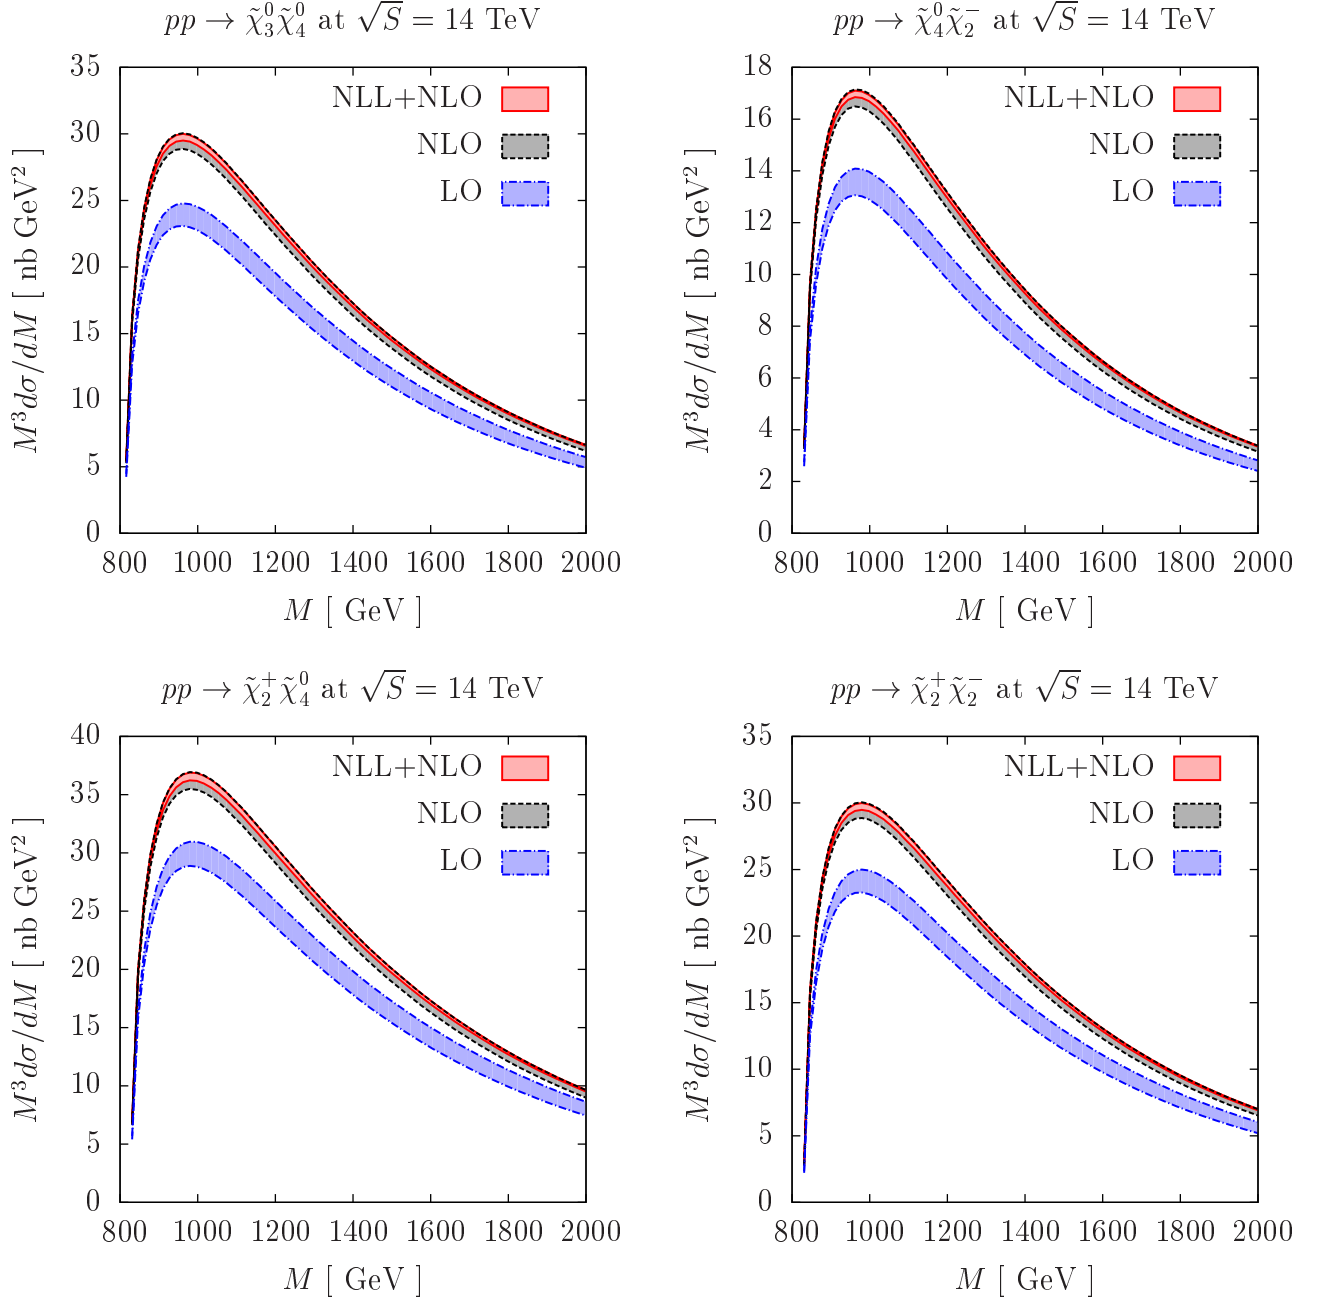 pp → χ̃₃⁰χ̃₄⁰ at √S = 14 TeV
M³dσ/dM [ nb GeV² ]
35
30
25
20
15
10
5
0
NLL+NLO
NLO
LO
800 1000 1200 1400 1600 1800 2000
M [ GeV ]
pp → χ̃₄⁰χ̃₂⁻ at √S = 14 TeV
M³dσ/dM [ nb GeV² ]
18
16
14
12
10
8
6
4
2
0
NLL+NLO
NLO
LO
800 1000 1200 1400 1600 1800 2000
M [ GeV ]
pp → χ̃₂⁺χ̃₄⁰ at √S = 14 TeV
M³dσ/dM [ nb GeV² ]
40
35
30
25
20
15
10
5
0
NLL+NLO
NLO
LO
800 1000 1200 1400 1600 1800 2000
M [ GeV ]
pp → χ̃₂⁺χ̃₂⁻ at √S = 14 TeV
M³dσ/dM [ nb GeV² ]
35
30
25
20
15
10
5
0
NLL+NLO
NLO
LO
800 1000 1200 1400 1600 1800 2000
M [ GeV ]